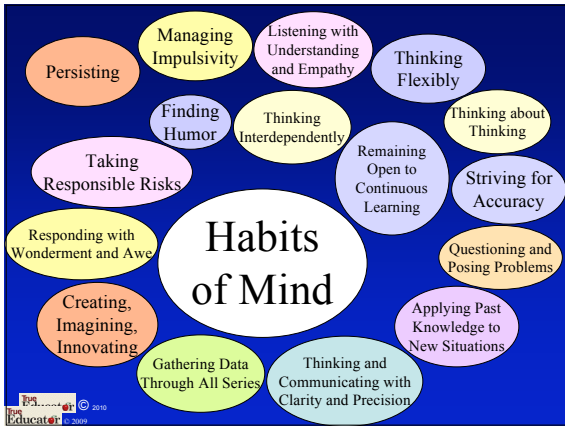 Persisting
Managing
Impulsivity
Listening with
Understanding
and Empathy
Thinking
Flexibly
Finding
Humor
Thinking
Interdependently
Thinking about
Thinking
Taking
Responsible Risks
Remaining
Open to
Continuous
Learning
Striving for
Accuracy
Habits
of Mind
Responding with
Wonderment and Awe
Questioning and
Posing Problems
Creating,
Imagining,
Innovating
Applying Past
Knowledge to
New Situations
Gathering Data
Through All Series
Thinking and
Communicating with
Clarity and Precision
True
Educator © 2010
True
Educator © 2009